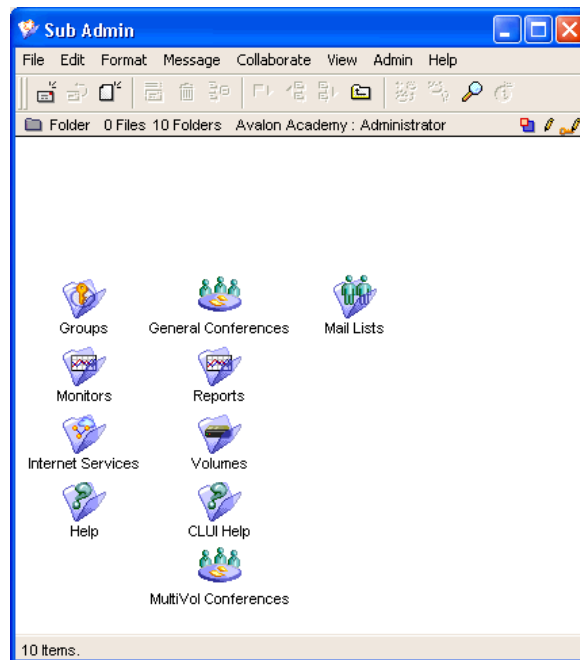 Sub Admin
File Edit Format Message Collaborate View Admin Help
Folder 0 Files 10 Folders Avalon Academy : Administrator
Groups General Conferences Mail Lists
Monitors Reports
Internet Services Volumes
Help CLUI Help
MultiVol Conferences
10 Items.